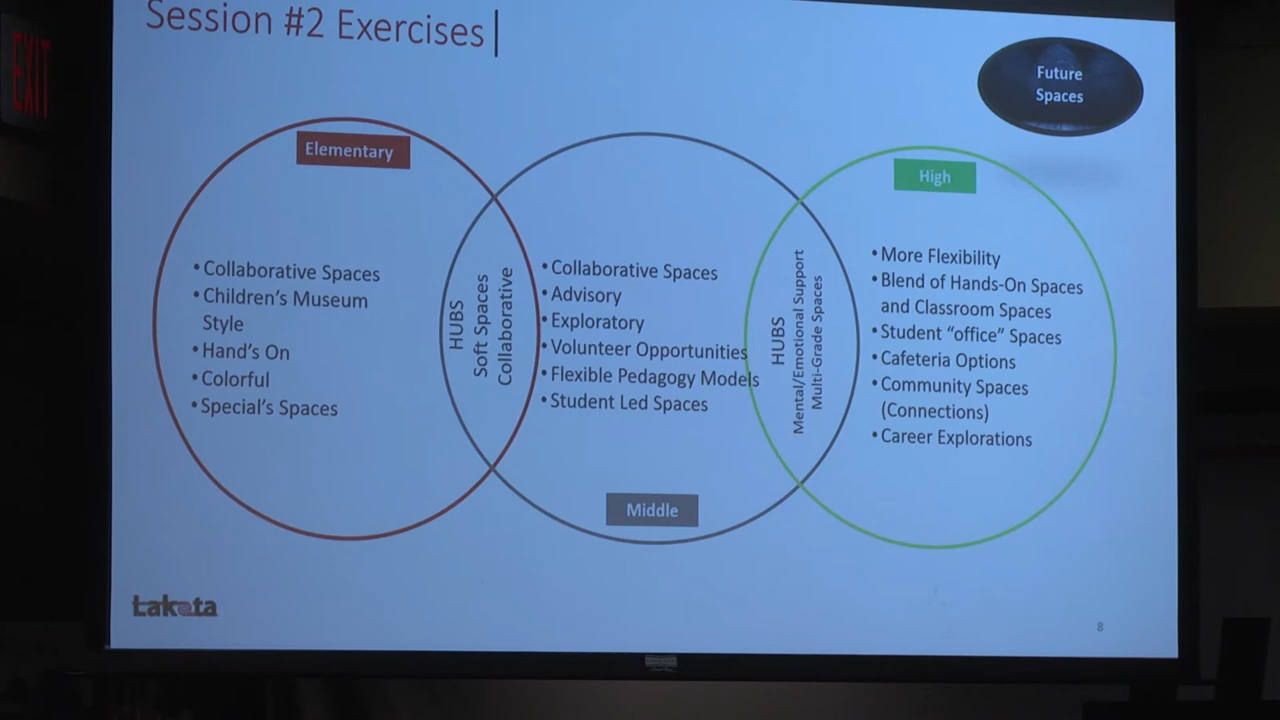 Session #2 Exercises |
EXIT
Future
Spaces
Elementary
• Collaborative Spaces
• Children's Museum
Style
• Hand's On
• Colorful
• Special's Spaces
HUBS
Soft Spaces
Collaborative
• Collaborative Spaces
• Advisory
• Exploratory
• Volunteer Opportunities
• Flexible Pedagogy Models
• Student Led Spaces
Middle
HUBS
Mental/Emotional Support
Multi-Grade Spaces
High
• More Flexibility
• Blend of Hands-On Spaces
and Classroom Spaces
• Student "office" Spaces
• Cafeteria Options
• Community Spaces
(Connections)
• Career Explorations
Lakota
8